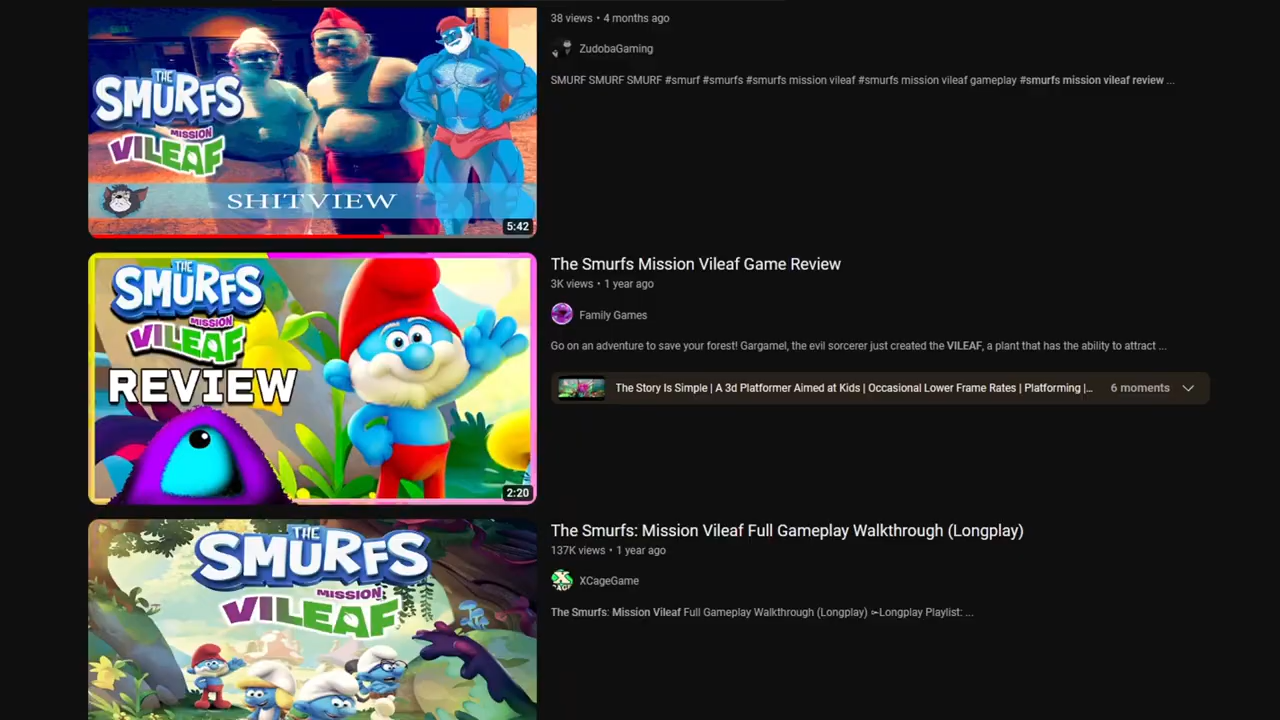 THE
SMURFS
MISSION
VILEAF
SHITVIEW
5:42
38 views • 4 months ago
ZudobaGaming
SMURF SMURF SMURF #smurf #smurfs #smurfs mission vileaf #smurfs mission vileaf gameplay #smurfs mission vileaf review ...
THE
SMURFS
MISSION
VILEAF
REVIEW
2:20
The Smurfs Mission Vileaf Game Review
3K views • 1 year ago
Family Games
Go on an adventure to save your forest! Gargamel, the evil sorcerer just created the VILEAF, a plant that has the ability to attract ...
The Story Is Simple | A 3d Platformer Aimed at Kids | Occasional Lower Frame Rates | Platforming |...
6 moments
THE
SMURFS
MISSION
VILEAF
The Smurfs: Mission Vileaf Full Gameplay Walkthrough (Longplay)
137K views • 1 year ago
XCageGame
The Smurfs: Mission Vileaf Full Gameplay Walkthrough (Longplay) ➛Longplay Playlist: ...